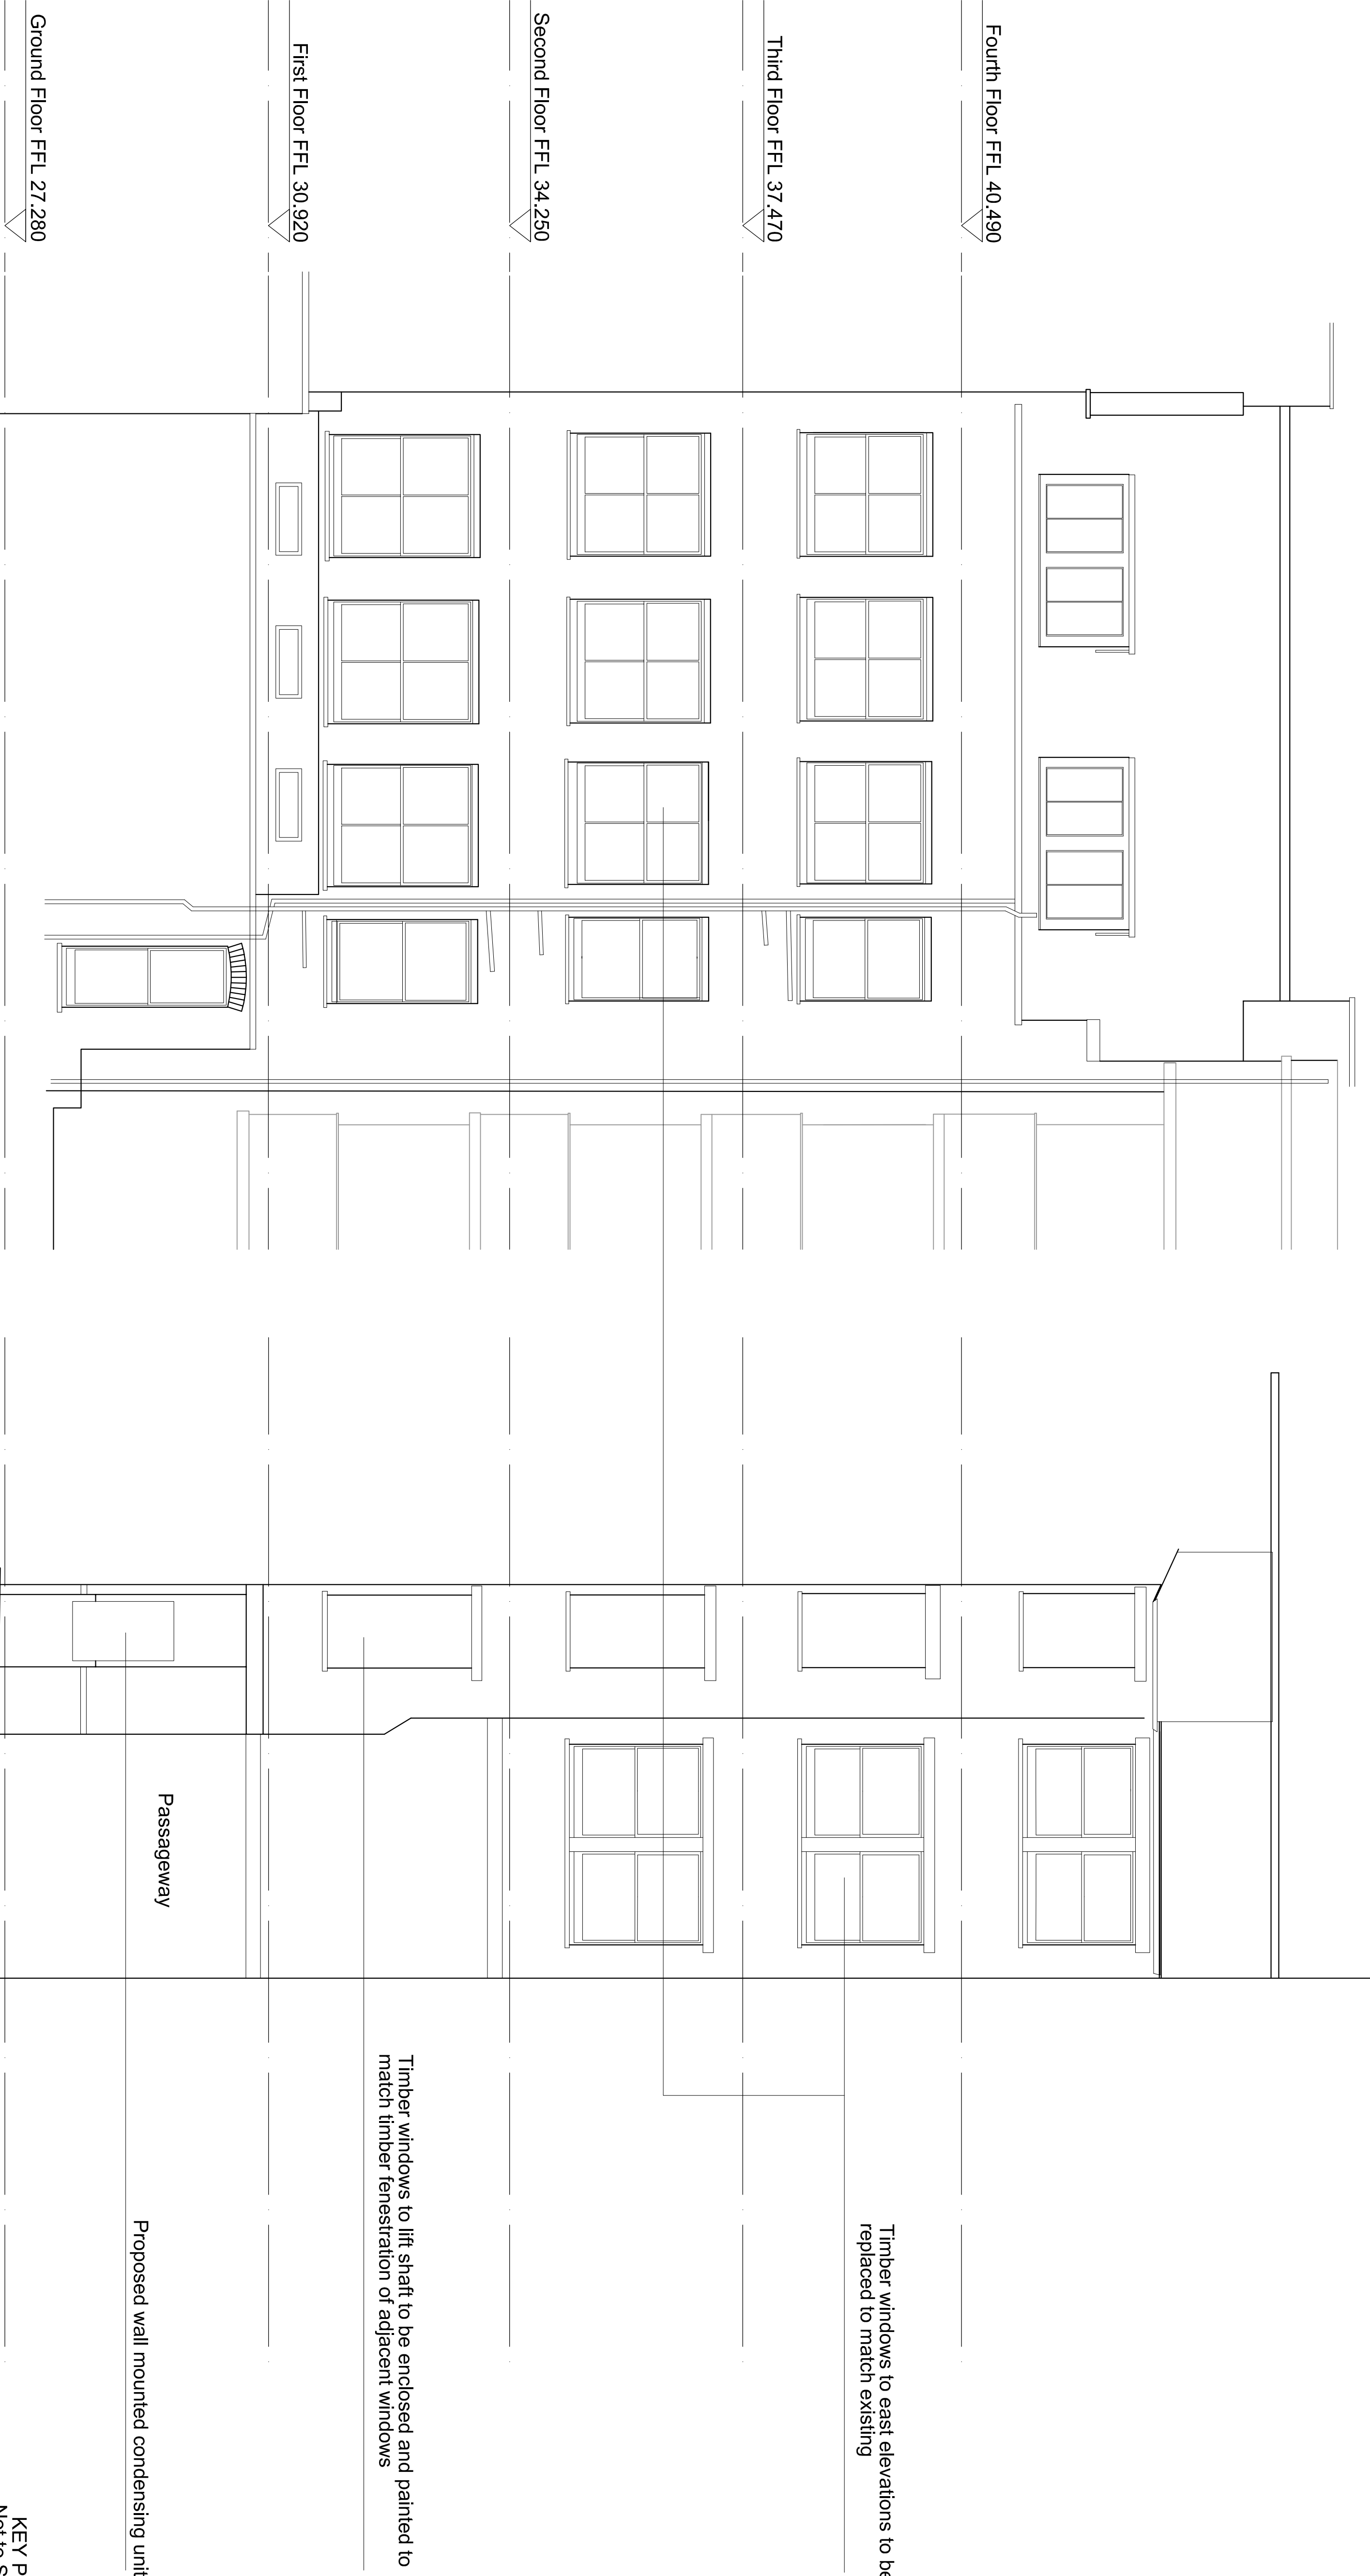 Fourth Floor FFL 40.490
Third Floor FFL 37.470
Second Floor FFL 34.250
First Floor FFL 30.920
Ground Floor FFL 27.280
Timber windows to east elevations to be
replaced to match existing
Timber windows to lift shaft to be enclosed and painted to
match timber fenestration of adjacent windows
Passageway
Proposed wall mounted condensing unit
KEY P
Not to S